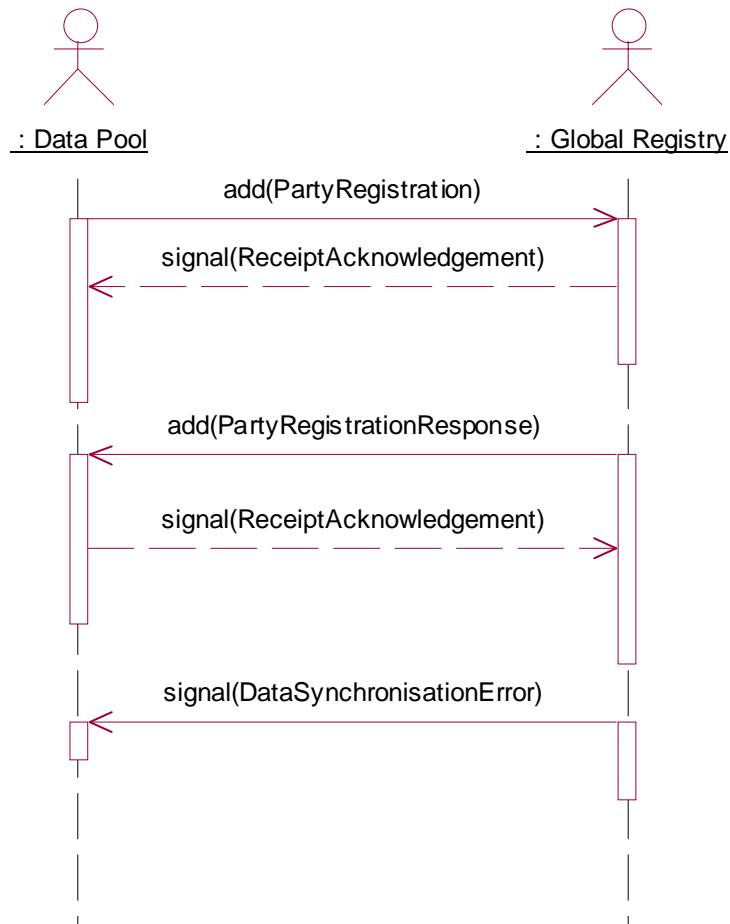 : Data Pool
: Global Registry
add(PartyRegistration)
signal(ReceiptAcknowledgement)
add(PartyRegistrationResponse)
signal(ReceiptAcknowledgement)
signal(DataSynchronisationError)